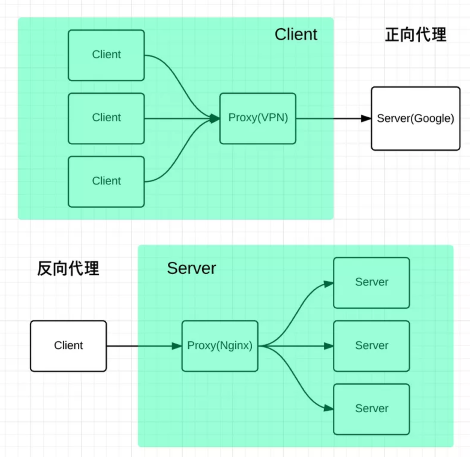 Client
正向代理
Client
Client
Client
Proxy(VPN)
Server(Google)
反向代理
Server
Client
Proxy(Nginx)
Server
Server
Server